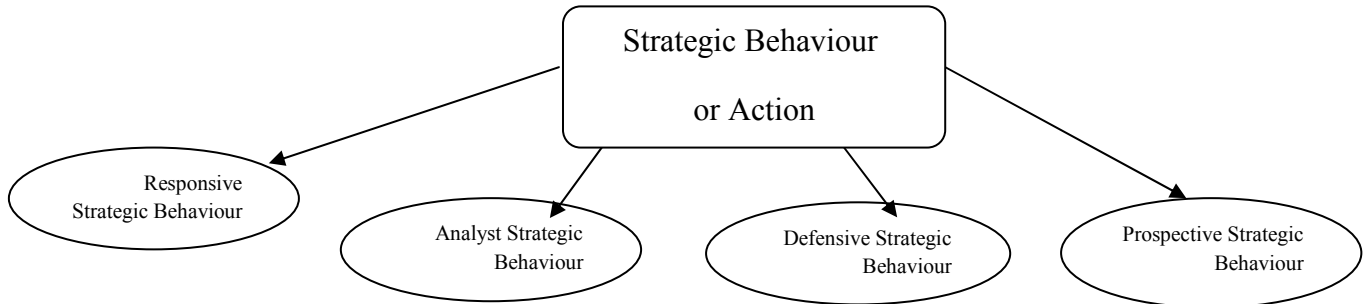 Strategic Behaviour
or Action
Responsive
Strategic Behaviour
Analyst Strategic
Behaviour
Defensive Strategic
Behaviour
Prospective Strategic
Behaviour